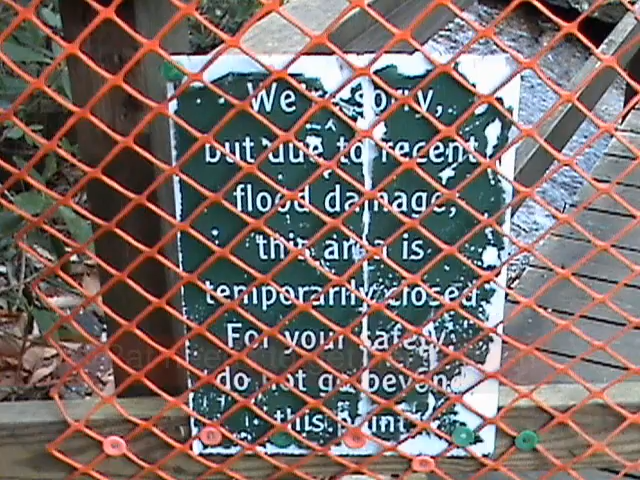 We're sorry,
but due to recent
flood damage,
this area is
temporarily closed.
For your safety,
do not go beyond
this point.